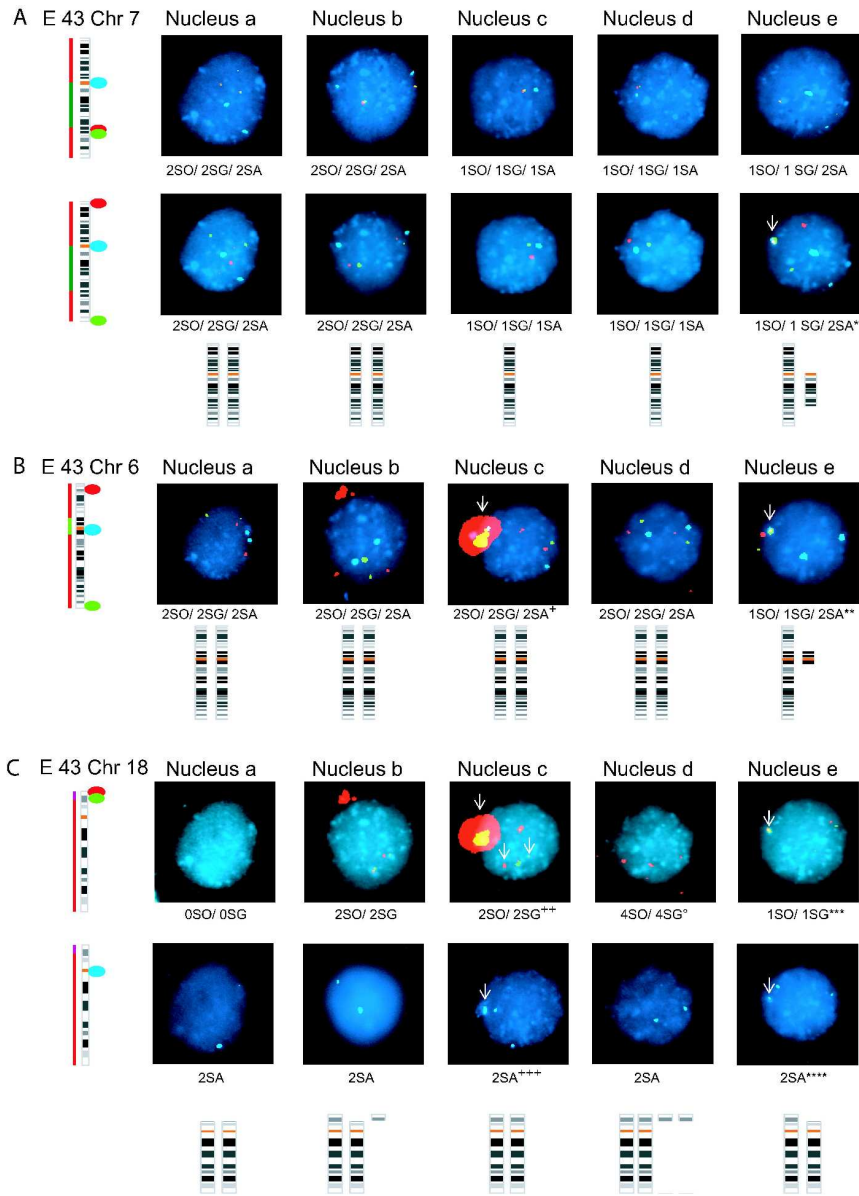 A E 43 Chr 7 Nucleus a Nucleus b Nucleus c Nucleus d Nucleus e
2SO/ 2SG/ 2SA 2SO/ 2SG/ 2SA 1SO/ 1SG/ 1SA 1SO/ 1SG/ 1SA 1SO/ 1 SG/ 2SA
2SO/ 2SG/ 2SA 2SO/ 2SG/ 2SA 1SO/ 1SG/ 1SA 1SO/ 1SG/ 1SA 1SO/ 1 SG/ 2SA*
B E 43 Chr 6 Nucleus a Nucleus b Nucleus c Nucleus d Nucleus e
2SO/ 2SG/ 2SA 2SO/ 2SG/ 2SA 2SO/ 2SG/ 2SA+ 2SO/ 2SG/ 2SA 1SO/ 1SG/ 2SA**
C E 43 Chr 18 Nucleus a Nucleus b Nucleus c Nucleus d Nucleus e
0SO/ 0SG 2SO/ 2SG 2SO/ 2SG++ 4SO/ 4SG° 1SO/ 1SG***
2SA 2SA 2SA+++ 2SA 2SA****